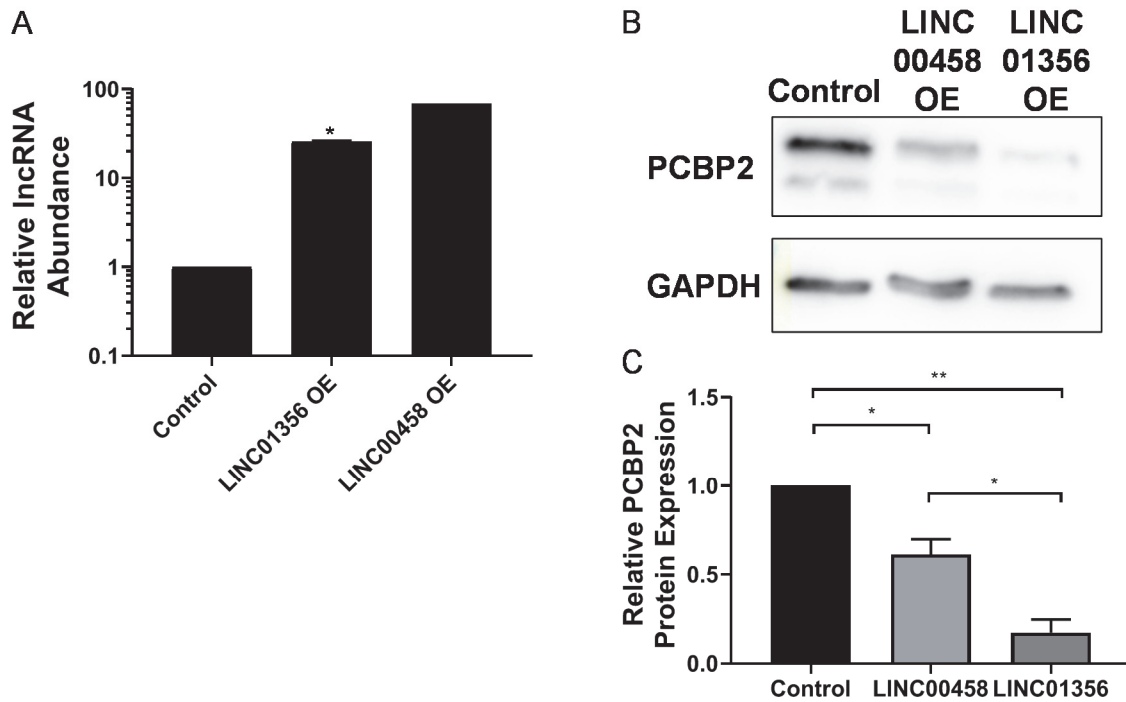 A
Relative lncRNA
Abundance
100
10
1
0.1
*
Control
LINC01356 OE
LINC00458 OE
B
Control
LINC
00458
OE
LINC
01356
OE
PCBP2
GAPDH
C
Relative PCBP2
Protein Expression
1.5
1.0
0.5
0.0
**
*
*
Control
LINC00458
LINC01356